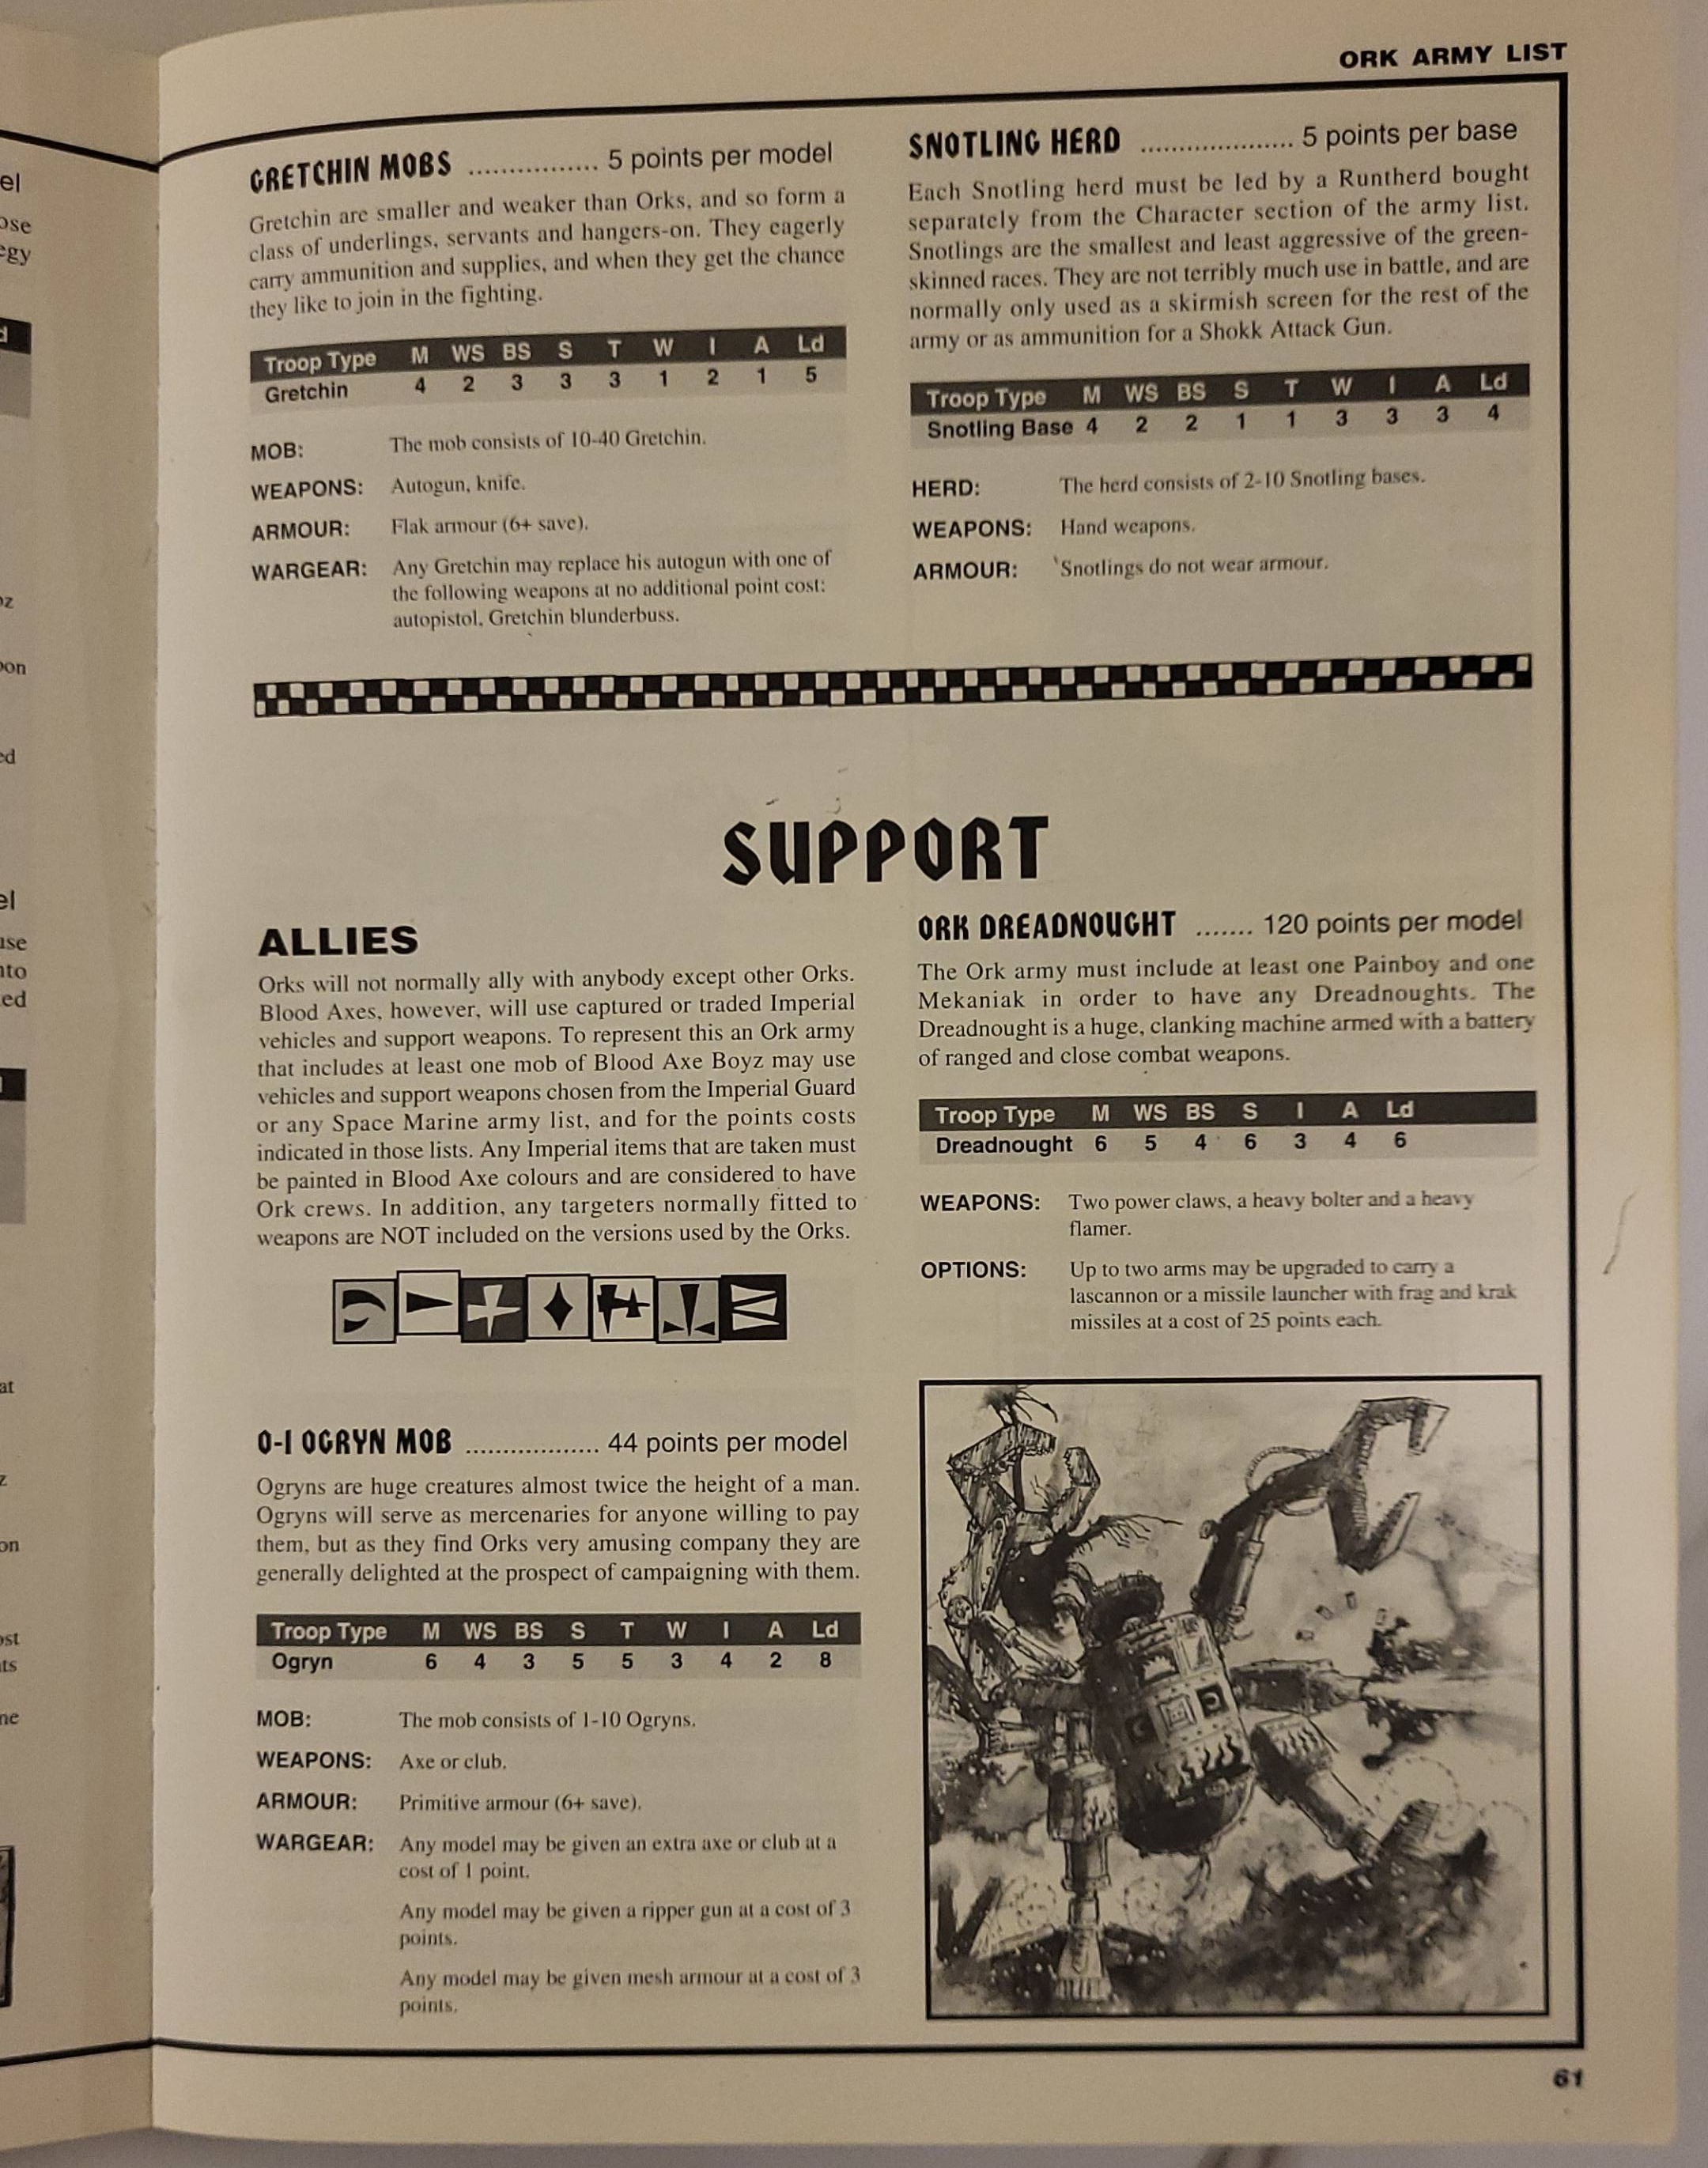 ORK ARMY LIST
GRETCHIN MOBS ................ 5 points per model
Gretchin are smaller and weaker than Orks, and so form a
class of underlings, servants and hangers-on. They eagerly
carry ammunition and supplies, and when they get the chance
they like to join in the fighting.
Troop Type M WS BS S T W I A Ld
Gretchin 4 2 3 3 3 1 2 1 5
MOB: The mob consists of 10-40 Gretchin.
WEAPONS: Autogun, knife.
ARMOUR: Flak armour (6+ save).
WARGEAR: Any Gretchin may replace his autogun with one of
the following weapons at no additional point cost:
autopistol, Gretchin blunderbuss.
SNOTLING HERD .................... 5 points per base
Each Snotling herd must be led by a Runtherd bought
separately from the Character section of the army list.
Snotlings are the smallest and least aggressive of the green-
skinned races. They are not terribly much use in battle, and are
normally only used as a skirmish screen for the rest of the
army or as ammunition for a Shokk Attack Gun.
Troop Type M WS BS S T W I A Ld
Snotling Base 4 2 2 1 1 3 3 3 4
HERD: The herd consists of 2-10 Snotling bases.
WEAPONS: Hand weapons.
ARMOUR: Snotlings do not wear armour.
SUPPORT
ALLIES
Orks will not normally ally with anybody except other Orks.
Blood Axes, however, will use captured or traded Imperial
vehicles and support weapons. To represent this an Ork army
that includes at least one mob of Blood Axe Boyz may use
vehicles and support weapons chosen from the Imperial Guard
or any Space Marine army list, and for the points costs
indicated in those lists. Any Imperial items that are taken must
be painted in Blood Axe colours and are considered to have
Ork crews. In addition, any targeters normally fitted to
weapons are NOT included on the versions used by the Orks.
0-1 OGRYN MOB .................. 44 points per model
Ogryns are huge creatures almost twice the height of a man.
Ogryns will serve as mercenaries for anyone willing to pay
them, but as they find Orks very amusing company they are
generally delighted at the prospect of campaigning with them.
Troop Type M WS BS S T W I A Ld
Ogryn 6 4 3 5 5 3 4 2 8
MOB: The mob consists of 1-10 Ogryns.
WEAPONS: Axe or club.
ARMOUR: Primitive armour (6+ save).
WARGEAR: Any model may be given an extra axe or club at a
cost of 1 point.
Any model may be given a ripper gun at a cost of 3
points.
Any model may be given mesh armour at a cost of 3
points.
ORK DREADNOUGHT ....... 120 points per model
The Ork army must include at least one Painboy and one
Mekaniak in order to have any Dreadnoughts. The
Dreadnought is a huge, clanking machine armed with a battery
of ranged and close combat weapons.
Troop Type M WS BS S I A Ld
Dreadnought 6 5 4 6 3 4 6
WEAPONS: Two power claws, a heavy bolter and a heavy
flamer.
OPTIONS: Up to two arms may be upgraded to carry a
lascannon or a missile launcher with frag and krak
missiles at a cost of 25 points each.
61